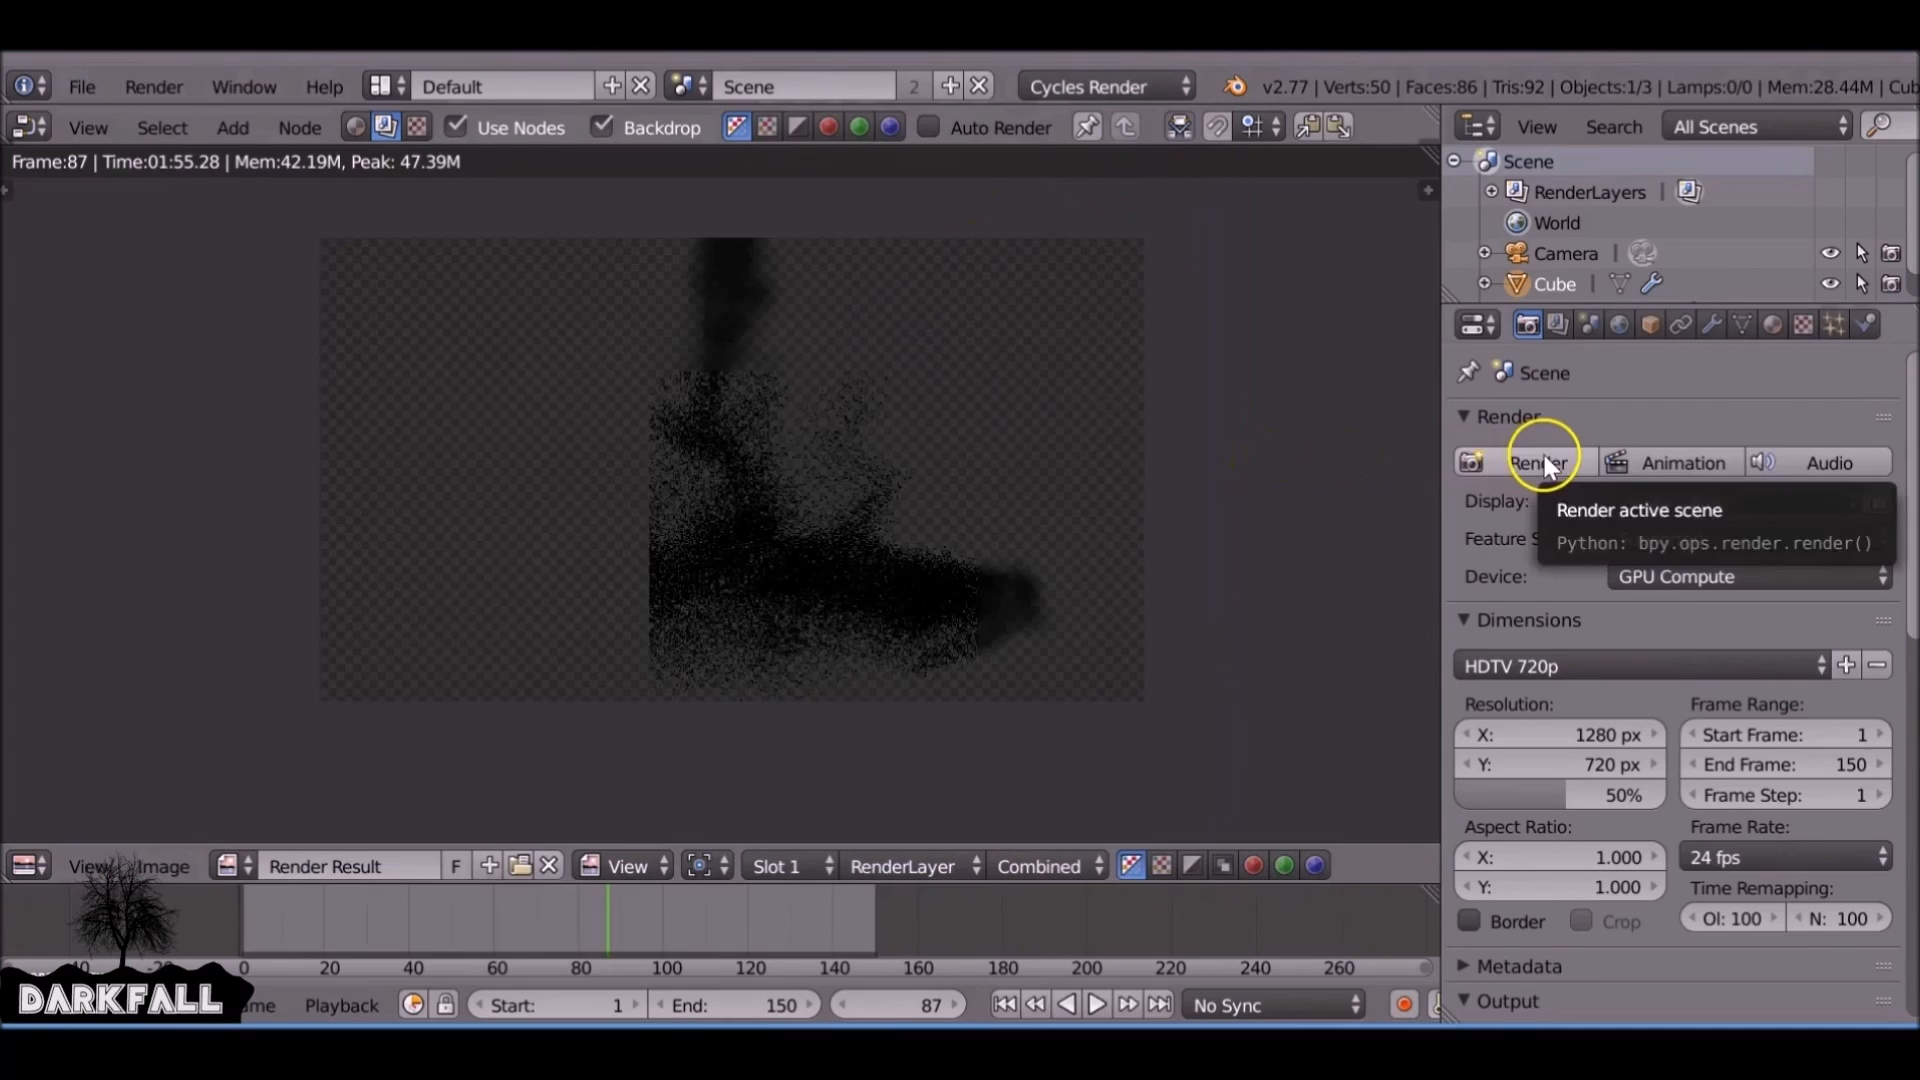 File Render Window Help Default Scene 2 Cycles Render v2.77 | Verts:50 | Faces:86 | Tris:92 | Objects:1/3 | Lamps:0/0 | Mem:28.44M | Cub
View Select Add Node Use Nodes Backdrop Auto Render View Search All Scenes
Frame:87 | Time:01:55.28 | Mem:42.19M, Peak: 47.39M
Scene
RenderLayers |
World
Camera |
Cube |
Scene
Render
Render Animation Audio
Display:
Render active scene
Feature S
Python: bpy.ops.render.render()
Device: GPU Compute
Dimensions
HDTV 720p
Resolution: Frame Range:
X: 1280 px Start Frame: 1
Y: 720 px End Frame: 150
50% Frame Step: 1
Aspect Ratio: Frame Rate:
X: 1.000 24 fps
Y: 1.000 Time Remapping:
Border Crop Ol: 100 N: 100
Metadata
Output
View Image Render Result F View Slot 1 RenderLayer Combined
-40 -20 0 20 40 60 80 100 120 140 160 180 200 220 240 260
DARKFALL
me Playback Start: 1 End: 150 87 No Sync